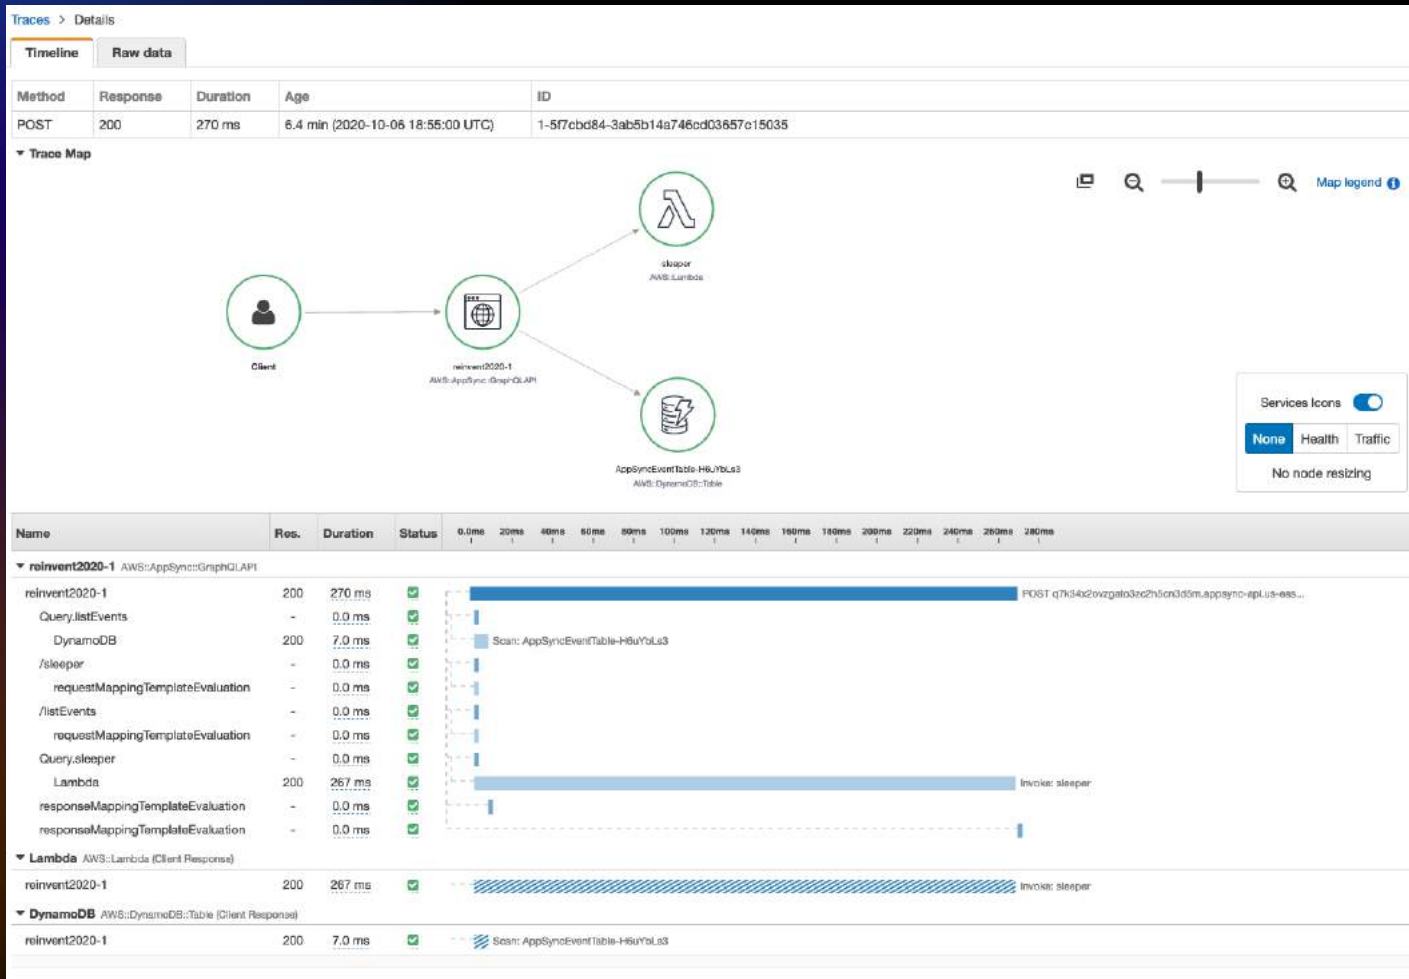 Traces > Details
Timeline Raw data
Method Response Duration Age ID
POST 200 270 ms 6.4 min (2020-10-06 18:55:00 UTC) 1-5f7cbd84-3ab5b14a746cd03657c15035
Trace Map
Map legend
sleeper
AWS::Lambda
Client
reinvent2020-1
AWS::AppSync::GraphQLAPI
Services Icons
None Health Traffic
No node resizing
AppSyncEventTable-H6uYbLs3
AWS::DynamoDB::Table
Name Res. Duration Status 0.0ms 20ms 40ms 60ms 80ms 100ms 120ms 140ms 160ms 180ms 200ms 220ms 240ms 260ms 280ms
reinvent2020-1 AWS::AppSync::GraphQLAPI
reinvent2020-1 200 270 ms POST
Query.listEvents - 0.0 ms
DynamoDB 200 7.0 ms Scan: AppSyncEventTable-H6uYbLs3
/sleeper - 0.0 ms
requestMappingTemplateEvaluation - 0.0 ms
/listEvents - 0.0 ms
requestMappingTemplateEvaluation - 0.0 ms
Query.sleeper - 0.0 ms
Lambda 200 267 ms Invoke: sleeper
responseMappingTemplateEvaluation - 0.0 ms
responseMappingTemplateEvaluation - 0.0 ms
Lambda AWS::Lambda (Client Response)
reinvent2020-1 200 267 ms Invoke: sleeper
DynamoDB AWS::DynamoDB::Table (Client Response)
reinvent2020-1 200 7.0 ms Scan: AppSyncEventTable-H6uYbLs3